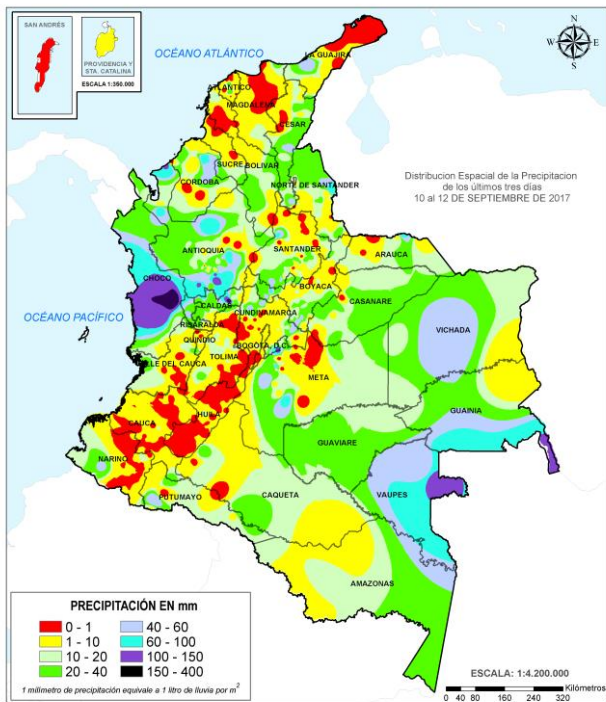 SAN ANDRÉS
PROVIDENCIA Y
STA. CATALINA
ESCALA 1:350.000
OCÉANO ATLÁNTICO
N
W
E
S
LA GUAJIRA
ATLÁNTICO
MAGDALENA
CESAR
SUCRE
BOLIVAR
CORDOBA
NORTE DE SANTANDER
Distribucion Espacial de la Precipitacion
de los últimos tres días
10 al 12 DE SEPTIEMBRE DE 2017
ANTIOQUIA
SANTANDER
ARAUCA
CHOCO
BOYACA
CASANARE
CALDAS
CUNDINAMARCA
OCÉANO PACÍFICO
RISARALDA
VICHADA
QUINDIO
BOGOTA, D.C.
TOLIMA
VALLE DEL CAUCA
META
GUAINIA
HUILA
CAUCA
GUAVIARE
NARIÑO
CAQUETA
VAUPES
PUTUMAYO
AMAZONAS
PRECIPITACIÓN EN mm
0 - 1
40 - 60
1 - 10
60 - 100
10 - 20
100 - 150
20 - 40
150 - 400
1 milímetro de precipitación equivale a 1 litro de lluvia por m²
ESCALA: 1:4.200.000
Kilómetros
0 40 80 160 240 320